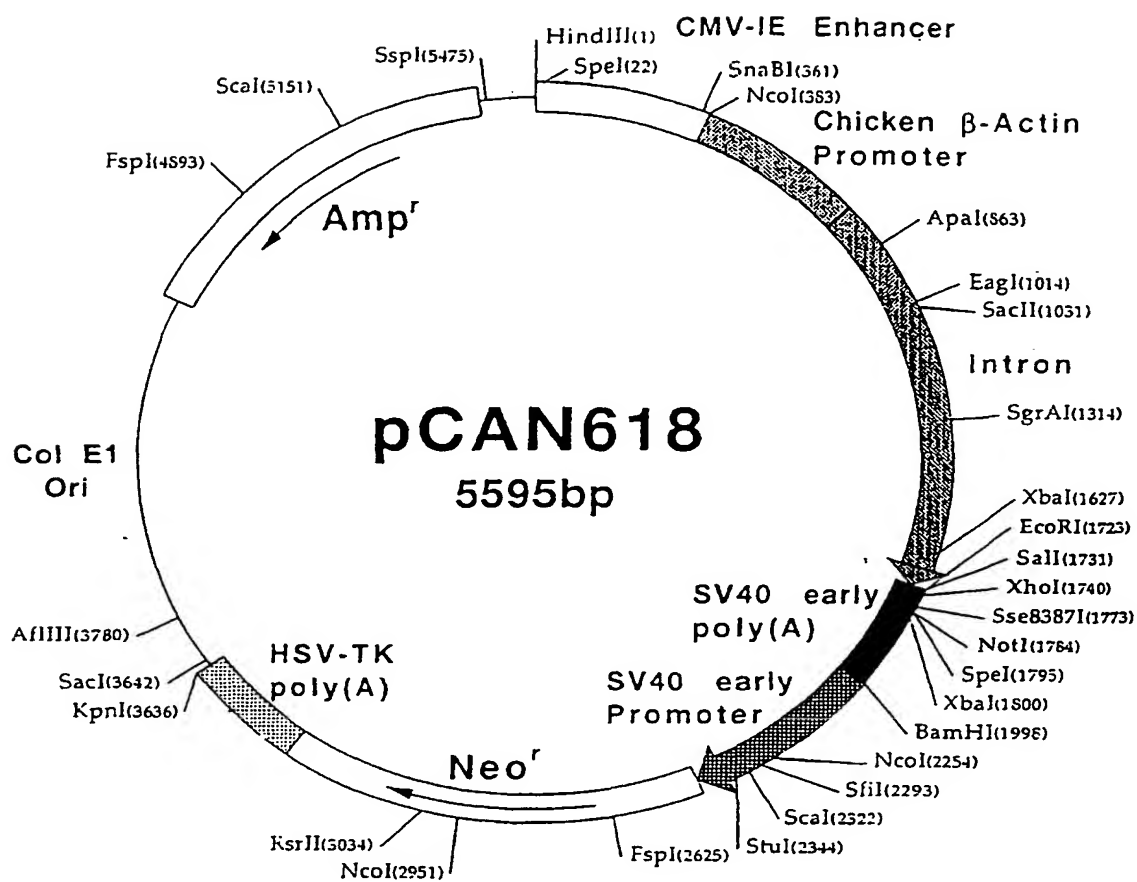 HindIII(1)
CMV-IE Enhancer
SspI(5475)
SpeI(22)
SnaBI(361)
ScaI(5151)
NcoI(383)
Chicken β-Actin
Promoter
FspI(4893)
Amp^r
ApaI(863)
EagI(1014)
SacII(1031)
Intron
SgrAI(1314)
pCAN618
5595bp
Col E1
Ori
XbaI(1627)
EcoRI(1723)
SalI(1731)
XhoI(1740)
Sse8387I(1773)
NotI(1784)
SpeI(1795)
XbaI(1800)
BamHI(1998)
SV40 early
poly(A)
SV40 early
Promoter
AflIII(3780)
SacI(3642)
KpnI(3636)
HSV-TK
poly(A)
NcoI(2254)
SfiI(2293)
ScaI(2322)
StuI(2344)
Neo^r
KsrII(3034)
NcoI(2951)
FspI(2625)